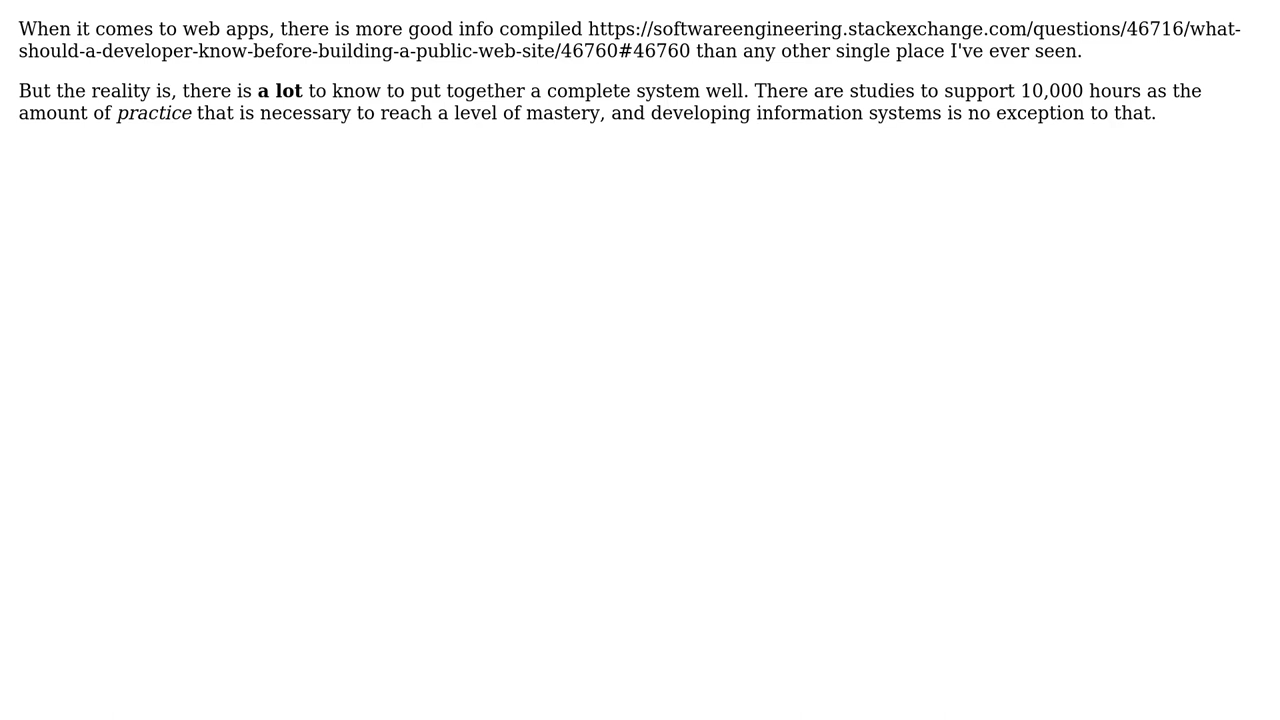 When it comes to web apps, there is more good info compiled https://softwareengineering.stackexchange.com/questions/46716/what-
should-a-developer-know-before-building-a-public-web-site/46760#46760 than any other single place I've ever seen.
But the reality is, there is a lot to know to put together a complete system well. There are studies to support 10,000 hours as the
amount of practice that is necessary to reach a level of mastery, and developing information systems is no exception to that.